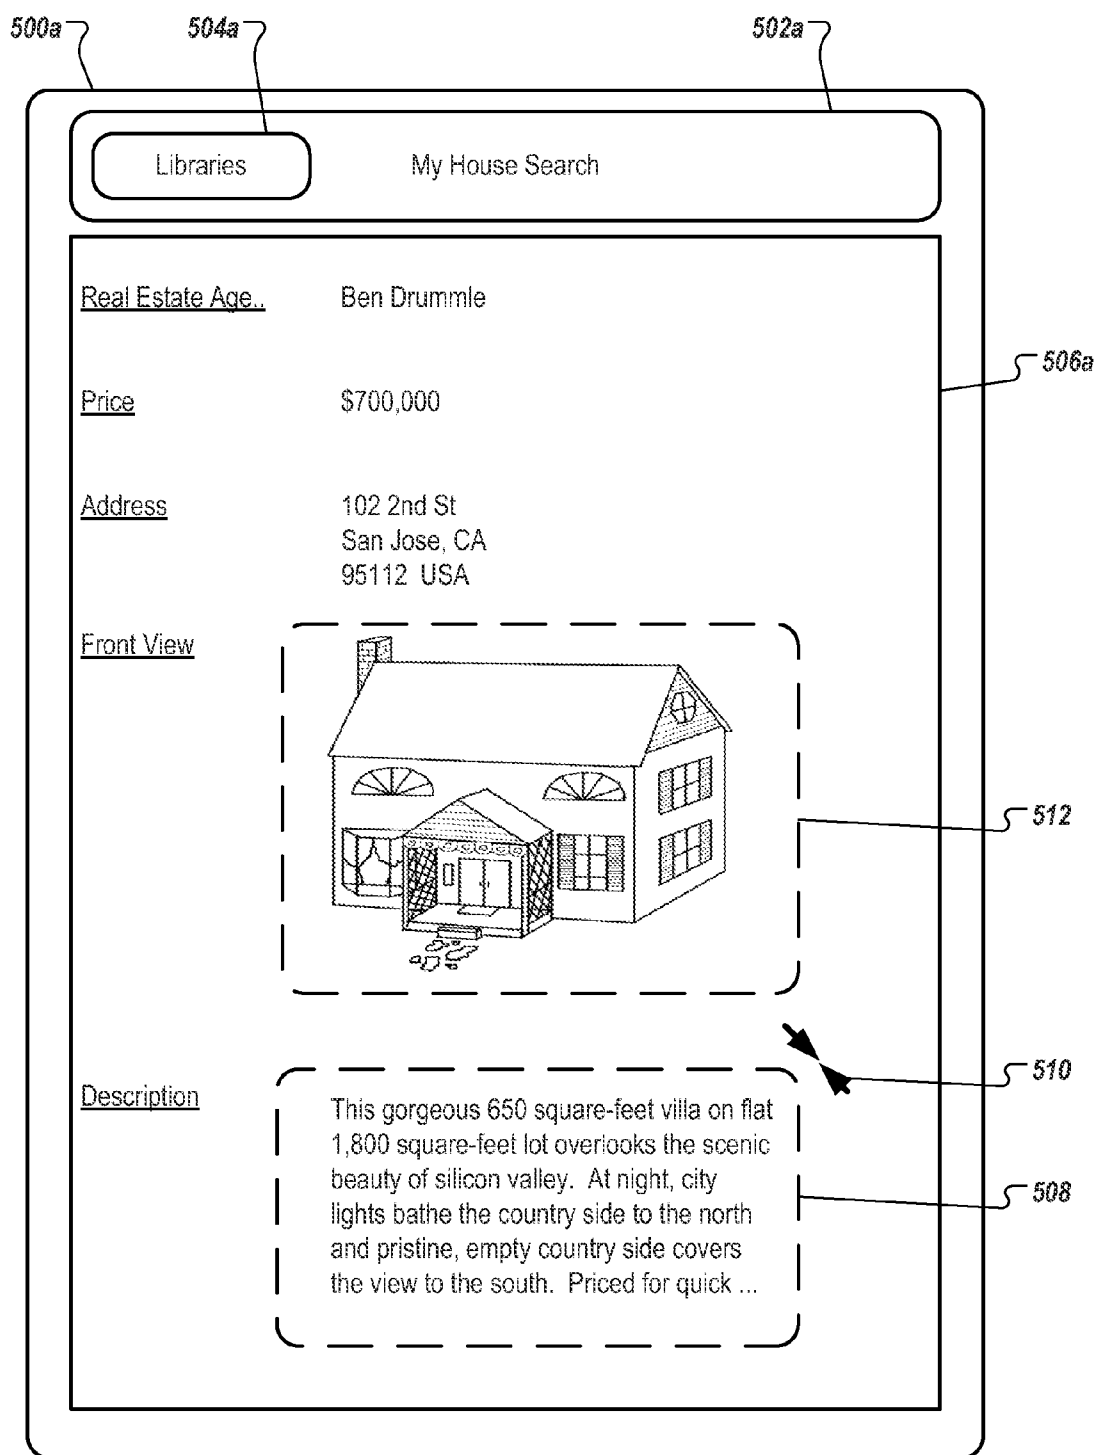 500a 504a 502a
Libraries My House Search
Real Estate Age.. Ben Drummle
506a
Price $700,000
Address 102 2nd St
San Jose, CA
95112 USA
Front View
512
510
Description
This gorgeous 650 square-feet villa on flat
1,800 square-feet lot overlooks the scenic
beauty of silicon valley. At night, city
508
lights bathe the country side to the north
and pristine, empty country side covers
the view to the south. Priced for quick ...